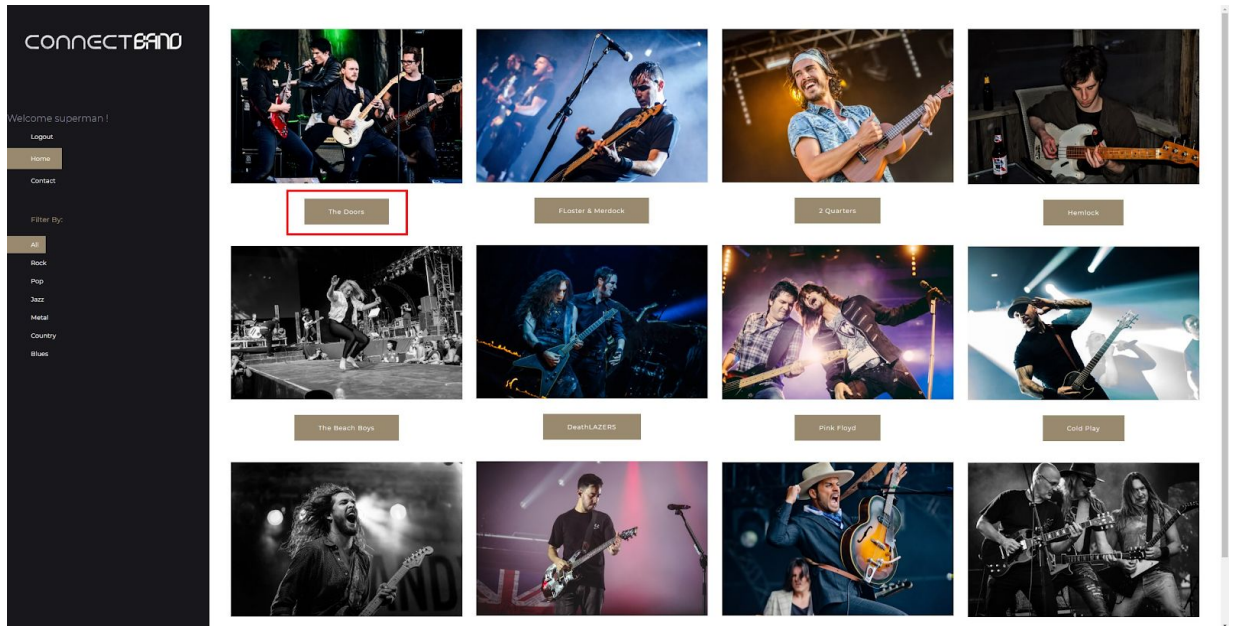 CONNECTBAND
Welcome superman !
Logout
Home
Contact
Filter By:
All
Rock
Pop
Jazz
Metal
Country
Blues
The Doors
FLoster & Merdock
2 Quarters
Hemlock
The Beach Boys
DeathLAZERS
Pink Floyd
Cold Play